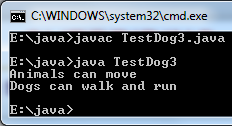 C:\WINDOWS\system32\cmd.exe
E:\java>javac TestDog3.java
E:\java>java TestDog3
Animals can move
Dogs can walk and run
E:\java>